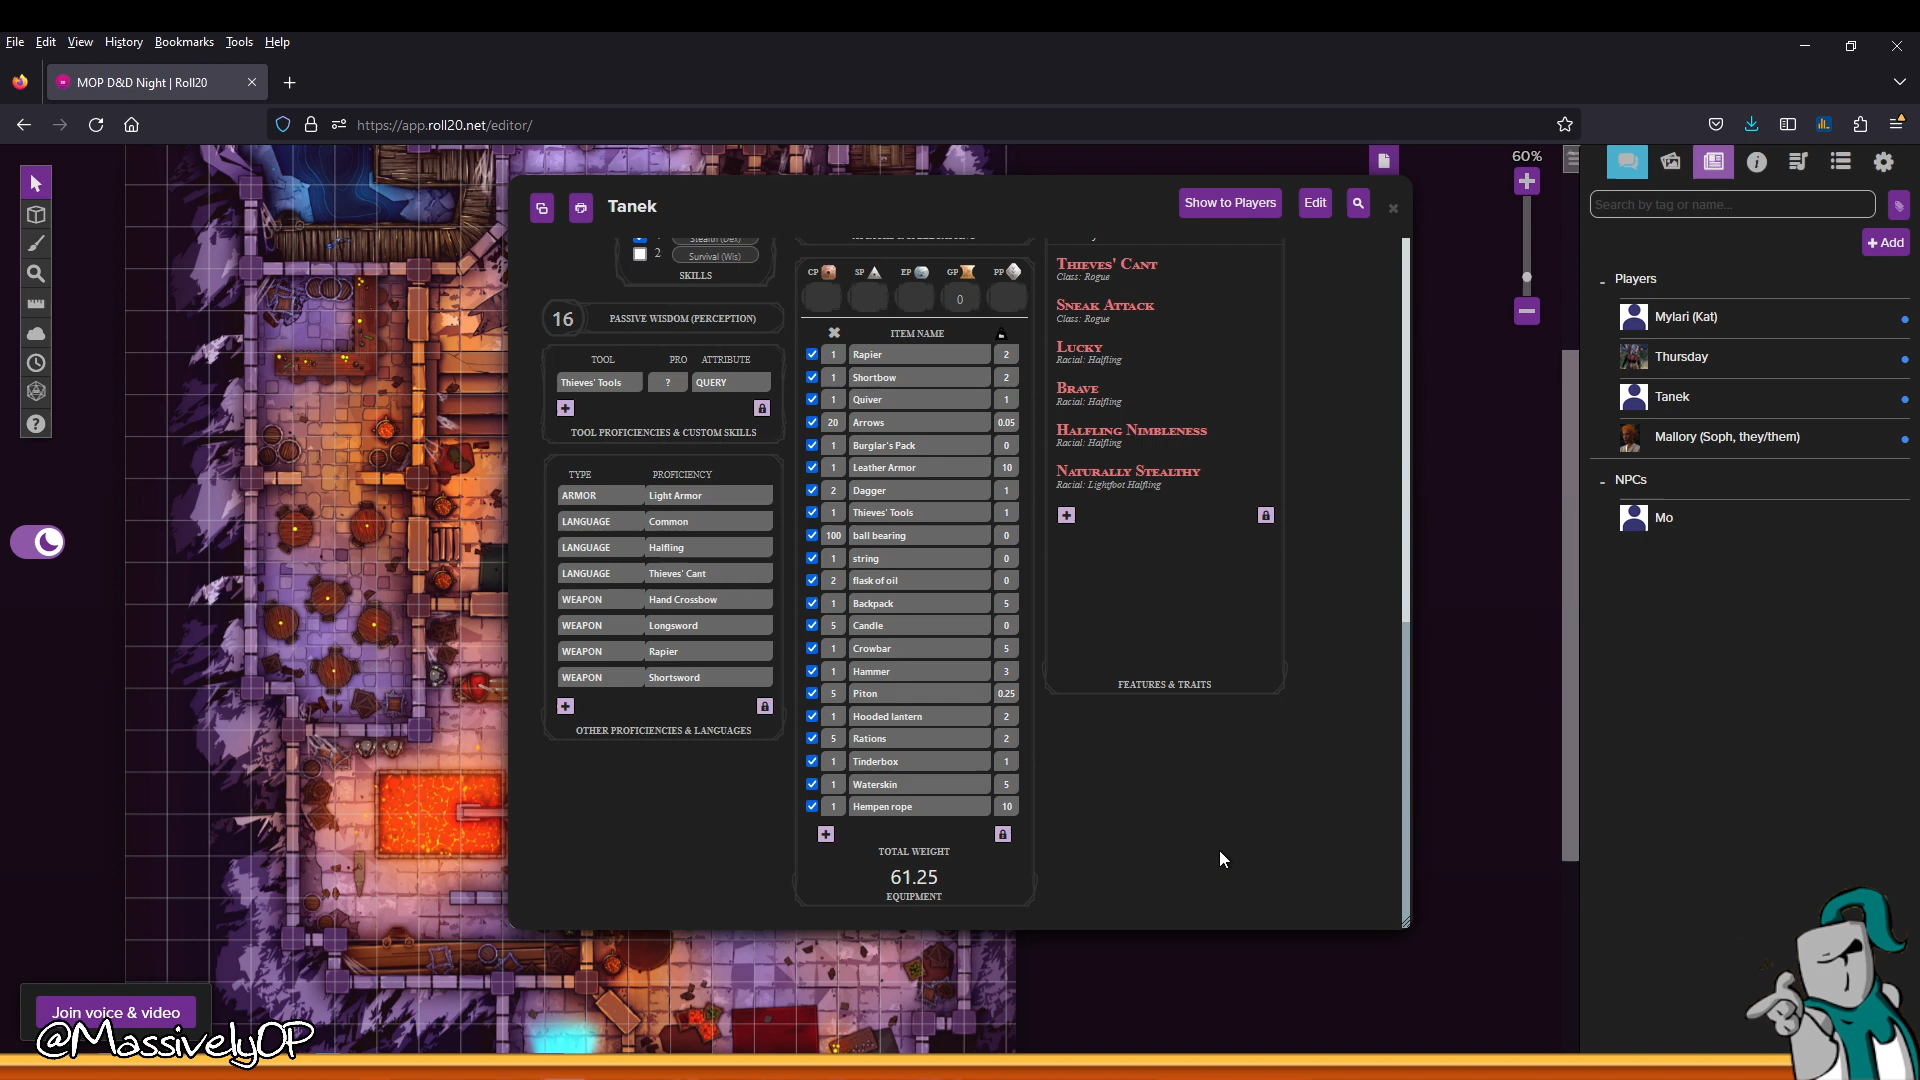 File Edit View History Bookmarks Tools Help
MOP D&D Night | Roll20
https://app.roll20.net/editor/
60%
Tanek
Show to Players
Edit
Search by tag or name...
Add
Players
Mylari (Kat)
Thursday
Tanek
Mallory (Soph, they/them)
NPCs
Mo
Stealth (Dex)
2 Survival (Wis)
SKILLS
16 PASSIVE WISDOM (PERCEPTION)
TOOL PRO ATTRIBUTE
Thieves' Tools ? QUERY
TOOL PROFICIENCIES & CUSTOM SKILLS
TYPE PROFICIENCY
ARMOR Light Armor
LANGUAGE Common
LANGUAGE Halfling
LANGUAGE Thieves' Cant
WEAPON Hand Crossbow
WEAPON Longsword
WEAPON Rapier
WEAPON Shortsword
OTHER PROFICIENCIES & LANGUAGES
CP SP EP GP PP
0
ITEM NAME
1 Rapier 2
1 Shortbow 2
1 Quiver 1
20 Arrows 0.05
1 Burglar's Pack 0
1 Leather Armor 10
2 Dagger 1
1 Thieves' Tools 1
100 ball bearing 0
1 string 0
2 flask of oil 0
1 Backpack 5
5 Candle 0
1 Crowbar 5
1 Hammer 3
5 Piton 0.25
1 Hooded lantern 2
5 Rations 2
1 Tinderbox 1
1 Waterskin 5
1 Hempen rope 10
TOTAL WEIGHT
61.25
EQUIPMENT
THIEVES' CANT
Class: Rogue
SNEAK ATTACK
Class: Rogue
LUCKY
Racial: Halfling
BRAVE
Racial: Halfling
HALFLING NIMBLENESS
Racial: Halfling
NATURALLY STEALTHY
Racial: Lightfoot Halfling
FEATURES & TRAITS
Join voice & video
@MassivelyOP